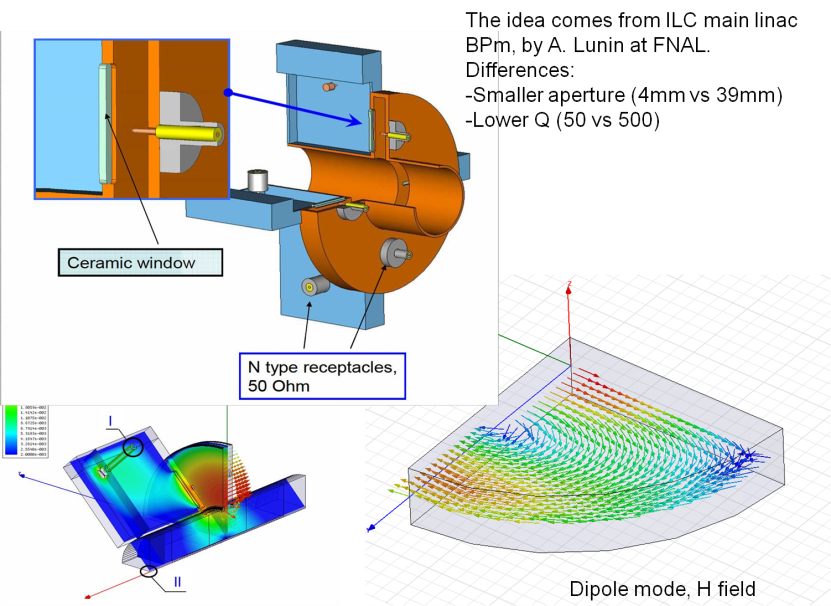 The idea comes from ILC main linac
BPm, by A. Lunin at FNAL.
Differences:
-Smaller aperture (4mm vs 39mm)
-Lower Q (50 vs 500)
Ceramic window
N type receptacles,
50 Ohm
I
II
z
Dipole mode, H field